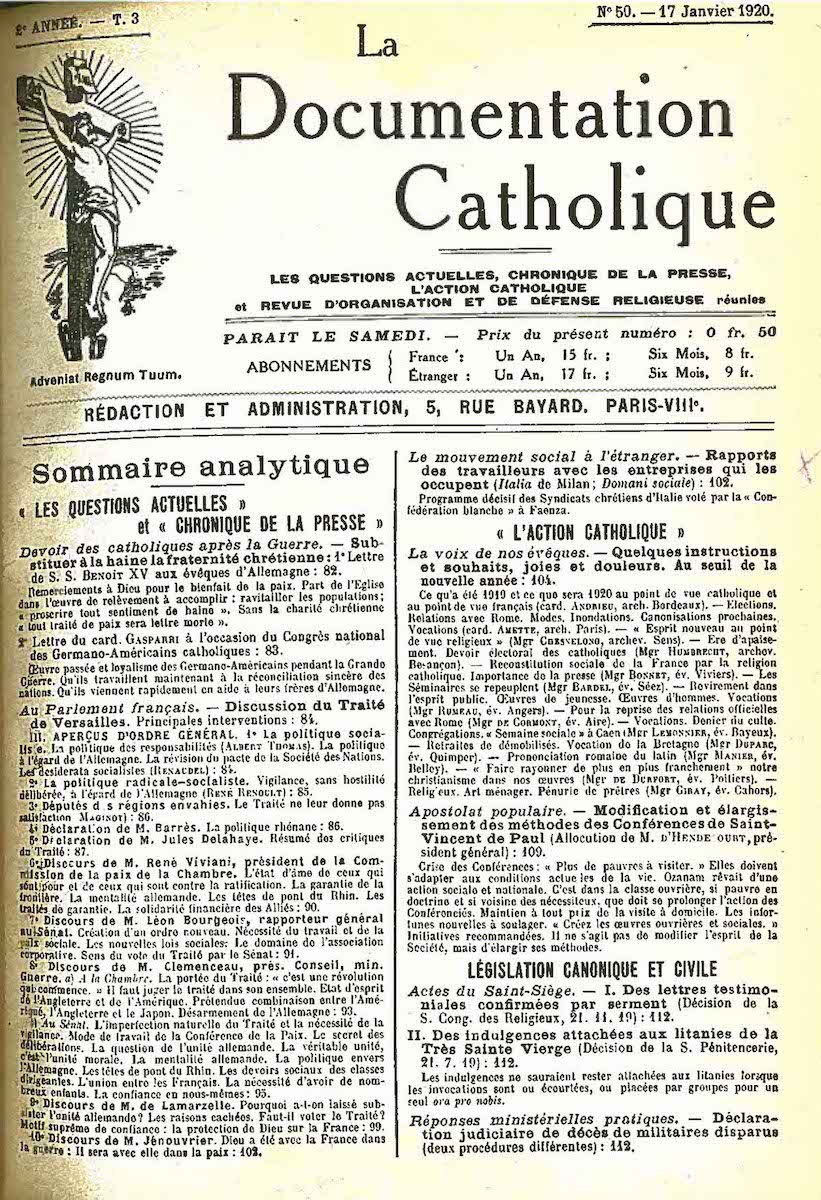 2e ANNÉE. — T. 3
No 50. — 17 Janvier 1920.
La
Documentation
Catholique
LES QUESTIONS ACTUELLES, CHRONIQUE DE LA PRESSE,
L'ACTION CATHOLIQUE
et REVUE D'ORGANISATION ET DE DÉFENSE RELIGIEUSE réunies
PARAIT LE SAMEDI. — Prix du présent numéro : 0 fr. 50
ABONNEMENTS { France : Un An, 15 fr. ; Six Mois, 8 fr.
Étranger : Un An, 17 fr. ; Six Mois, 9 fr.
Adveniat Regnum Tuum.
RÉDACTION ET ADMINISTRATION, 5, RUE BAYARD. PARIS-VIIIe.
Sommaire analytique
« LES QUESTIONS ACTUELLES »
et « CHRONIQUE DE LA PRESSE »
Devoir des catholiques après la Guerre. — Sub-
stituer à la haine la fraternité chrétienne : 1° Lettre
de S. S. BENOIT XV aux évêques d'Allemagne : 82.
Remerciements à Dieu pour le bienfait de la paix. Part de l'Eglise
dans l'œuvre de relèvement à accomplir : ravitailler les populations ;
« proscrire tout sentiment de haine ». Sans la charité chrétienne
« tout traité de paix sera lettre morte ».
2° Lettre du card. GASPARRI à l'occasion du Congrès national
des Germano-Américains catholiques : 83.
Œuvre passée et loyalisme des Germano-Américains pendant la Grande
Guerre. Qu'ils travaillent maintenant à la réconciliation sincère des
nations. Qu'ils viennent rapidement en aide à leurs frères d'Allemagne.
Au Parlement français. — Discussion du Traité
de Versailles. Principales interventions : 84.
III. APERÇUS D'ORDRE GÉNÉRAL. 1° La politique socia-
lis e. La politique des responsabilités (ALBERT THOMAS). La politique
à l'égard de l'Allemagne. La révision du pacte de la Société des Nations.
Les desiderata socialistes (RENAUDEL) : 84.
2° La politique radicale-socialiste. Vigilance, sans hostilité
délibérée, à l'égard de l'Allemagne (RENÉ RENOULT) : 85.
3° Députés d s régions envahies. Le Traité ne leur donne pas
satisfaction MAGINOT) : 86.
4° Déclaration de M. Barrès. La politique rhénane : 86.
5° Déclaration de M. Jules Delahaye. Résumé des critiques
du Traité : 87.
6° Discours de M. René Viviani, président de la Com-
mission de la paix de la Chambre. L'état d'âme de ceux qui
sont pour et de ceux qui sont contre la ratification. La garantie de la
frontière. La mentalité allemande. Les têtes de pont du Rhin. Les
traités de garantie. La solidarité financière des Alliés : 90.
7° Discours de M. Léon Bourgeois, rapporteur général
au Sénat. Création d'un ordre nouveau. Nécessité du travail et de la
paix sociale. Les nouvelles lois sociales: Le domaine de l'association
corporative. Sens du vote du Traité par le Sénat : 91.
8° Discours de M. Clemenceau, prés. Conseil, min.
Guerre. a) A la Chambre. La portée du Traité : « c'est une révolution
qui commence. » Il faut juger le traité dans son ensemble. Etat d'esprit
de l'Angleterre et de l'Amérique. Prétendue combinaison entre l'Amé-
rique, l'Angleterre et le Japon. Désarmement de l'Allemagne : 93.
Au Sénat. L'imperfection naturelle du Traité et la nécessité de la
vigilance. Mode de travail de la Conférence de la Paix. Le secret des
délibérations. La question de l'unité allemande. La véritable unité,
c'est l'unité morale. La mentalité allemande. La politique envers
l'Allemagne. Les têtes de pont du Rhin. Les devoirs sociaux des classes
dirigeantes. L'union entre les Français. La nécessité d'avoir de nom-
breux enfants. La confiance en nous-mêmes : 95.
9° Discours de M. de Lamarzelle. Pourquoi a-t-on laissé sub-
sister l'unité allemande? Les raisons cachées. Faut-il voter le Traité?
Motif suprême de confiance : la protection de Dieu sur la France : 99.
10° Discours de M. Jénouvrier. Dieu a été avec la France dans
la guerre : Il sera avec elle dans la paix : 102.
Le mouvement social à l'étranger. — Rapports
des travailleurs avec les entreprises qui les
occupent (Italia de Milan ; Domani sociale) : 102.
Programme décisif des Syndicats chrétiens d'Italie volé par la « Con-
fédération blanche » à Faenza.
« L'ACTION CATHOLIQUE »
La voix de nos évêques. — Quelques instructions
et souhaits, joies et douleurs. Au seuil de la
nouvelle année : 104.
Ce qu'a été 1919 et ce que sera 1920 au point de vue catholique et
au point de vue français (card. ANDRIEU, arch. Bordeaux). — Elections.
Relations avec Rome. Modes. Inondations. Canonisations prochaines.
Vocations (card. AMETTE, arch. Paris). — « Esprit nouveau au point
de vue religieux » (Mgr CHESNELONG, archev. Sens). — Ere d'apaise-
ment. Devoir électoral des catholiques (Mgr HUMBRECHT, archev.
Besançon). — Reconstitution sociale de la France par la religion
catholique. Importance de la presse (Mgr BONNET, év. Viviers). — Les
Séminaires se repeuplent (Mgr BARDEL, év. Séez). — Revirement dans
l'esprit public. Œuvres de jeunesse. Œuvres d'hommes. Vocations
(Mgr RUMEAU, év. Angers). — Pour la reprise des relations officielles
avec Rome (Mgr DE CORMONT, év. Aire). — Vocations. Denier du culte.
Congrégations. « Semaine sociale » à Caen (Mgr LEMONNIER, év. Bayeux).
— Retraites de démobilisés. Vocation de la Bretagne (Mgr DUPARC,
év. Quimper). — Prononciation romaine du latin (Mgr MANIER, év.
Belley). — « Faire rayonner de plus en plus franchement » notre
christianisme dans nos œuvres (Mgr DE DURFORT, év. Poitiers). —
Religieux. Art ménager. Pénurie de prêtres (Mgr GIRAY, év. Cahors).
Apostolat populaire. — Modification et élargis-
sement des méthodes des Conférences de Saint-
Vincent de Paul (Allocution de M. D'HENDE OURT, pré-
sident général) : 109.
Crise des Conférences : « Plus de pauvres à visiter. » Elles doivent
s'adapter aux conditions actuelles de la vie. Ozanam rêvait d'une
action sociale et nationale. C'est dans la classe ouvrière, si pauvre en
doctrine et si voisine des nécessiteux, que doit se prolonger l'action des
Conférenciés. Maintien à tout prix de la visite à domicile. Les infor-
tunes nouvelles à soulager. « Créez les œuvres ouvrières et sociales. »
Initiatives recommandées. Il ne s'agit pas de modifier l'esprit de la
Société, mais d'élargir ses méthodes.
LÉGISLATION CANONIQUE ET CIVILE
Actes du Saint-Siège. — I. Des lettres testimo-
niales confirmées par serment (Décision de la
S. Cong. des Religieux, 21. 11. 19) : 112.
II. Des indulgences attachées aux litanies de la
Très Sainte Vierge (Décision de la S. Pénitencerie,
21. 7. 19) : 112.
Les indulgences ne sauraient rester attachées aux litanies lorsque
les invocations sont ou écourtées, ou placées par groupes pour un
seul ora pro nobis.
Réponses ministérielles pratiques. — Déclara-
tion judiciaire de décès de militaires disparus
(deux procédures différentes) : 112.